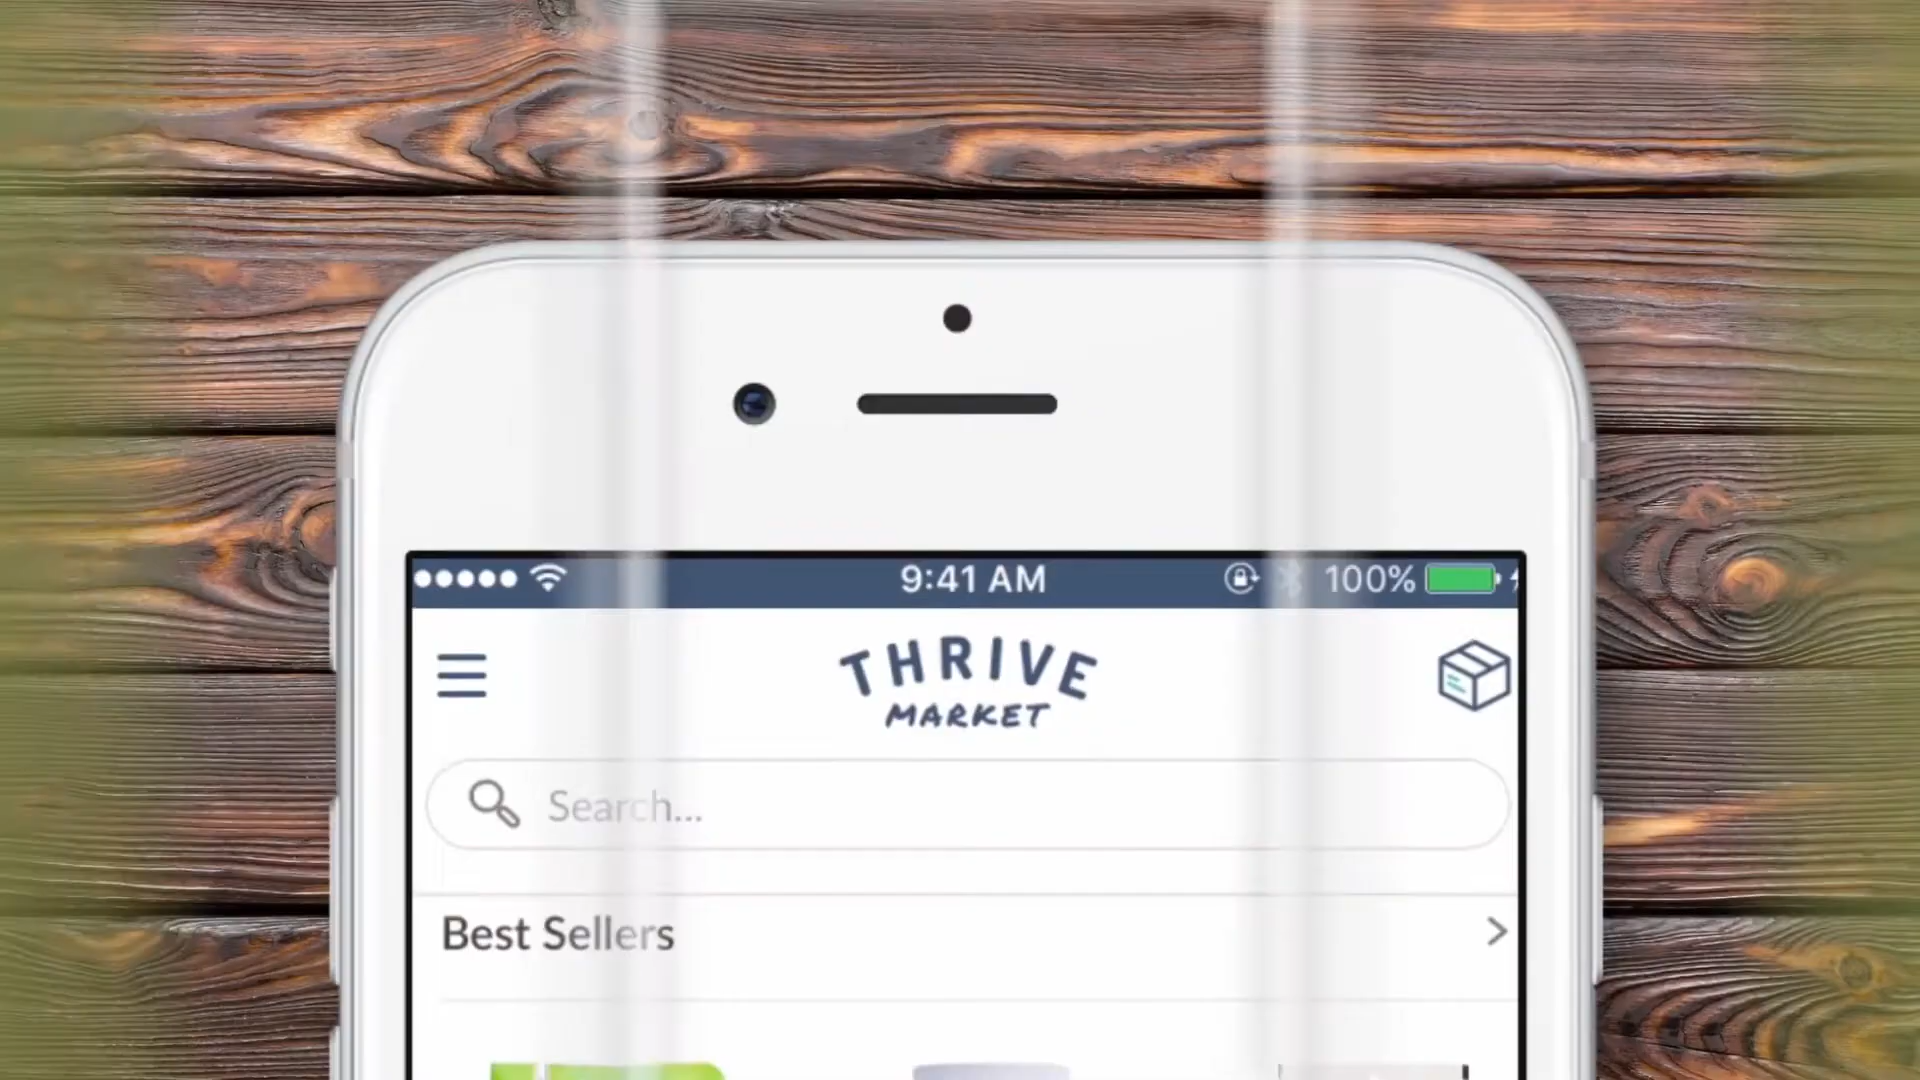 9:41 AM 100%
THRIVE
MARKET
Search...
Best Sellers